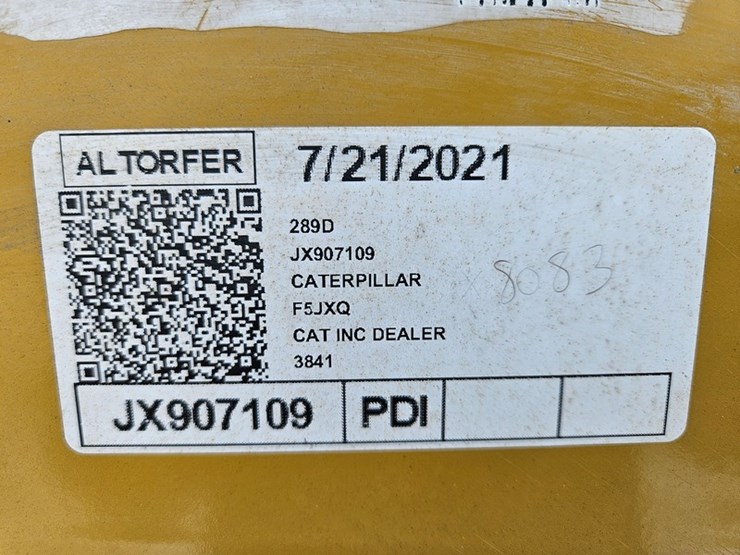 ALTORFER
7/21/2021
289D
JX907109
CATERPILLAR
F5JXQ
CAT INC DEALER
3841
8083
JX907109
PDI